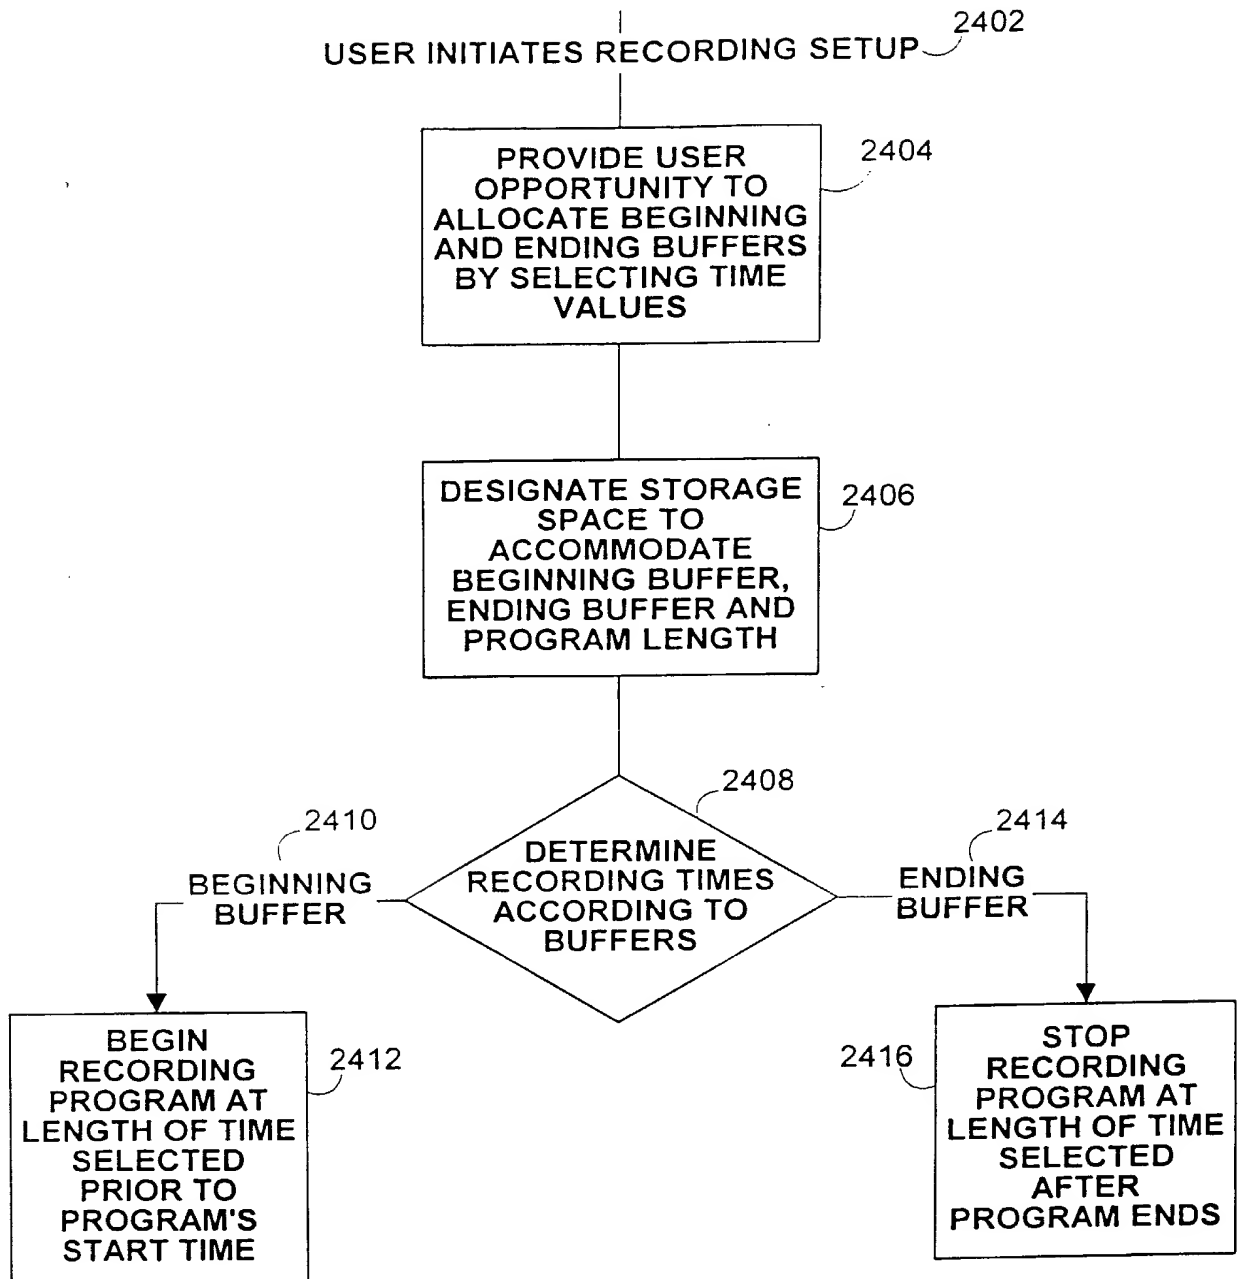 2402
USER INITIATES RECORDING SETUP
PROVIDE USER
OPPORTUNITY TO
ALLOCATE BEGINNING
AND ENDING BUFFERS
BY SELECTING TIME
VALUES
2404
DESIGNATE STORAGE
SPACE TO
ACCOMMODATE
BEGINNING BUFFER,
ENDING BUFFER AND
PROGRAM LENGTH
2406
2408
DETERMINE
RECORDING TIMES
ACCORDING TO
BUFFERS
2410
BEGINNING
BUFFER
2414
ENDING
BUFFER
BEGIN
RECORDING
PROGRAM AT
LENGTH OF TIME
SELECTED
PRIOR TO
PROGRAM'S
START TIME
2412
2416
STOP
RECORDING
PROGRAM AT
LENGTH OF TIME
SELECTED
AFTER
PROGRAM ENDS